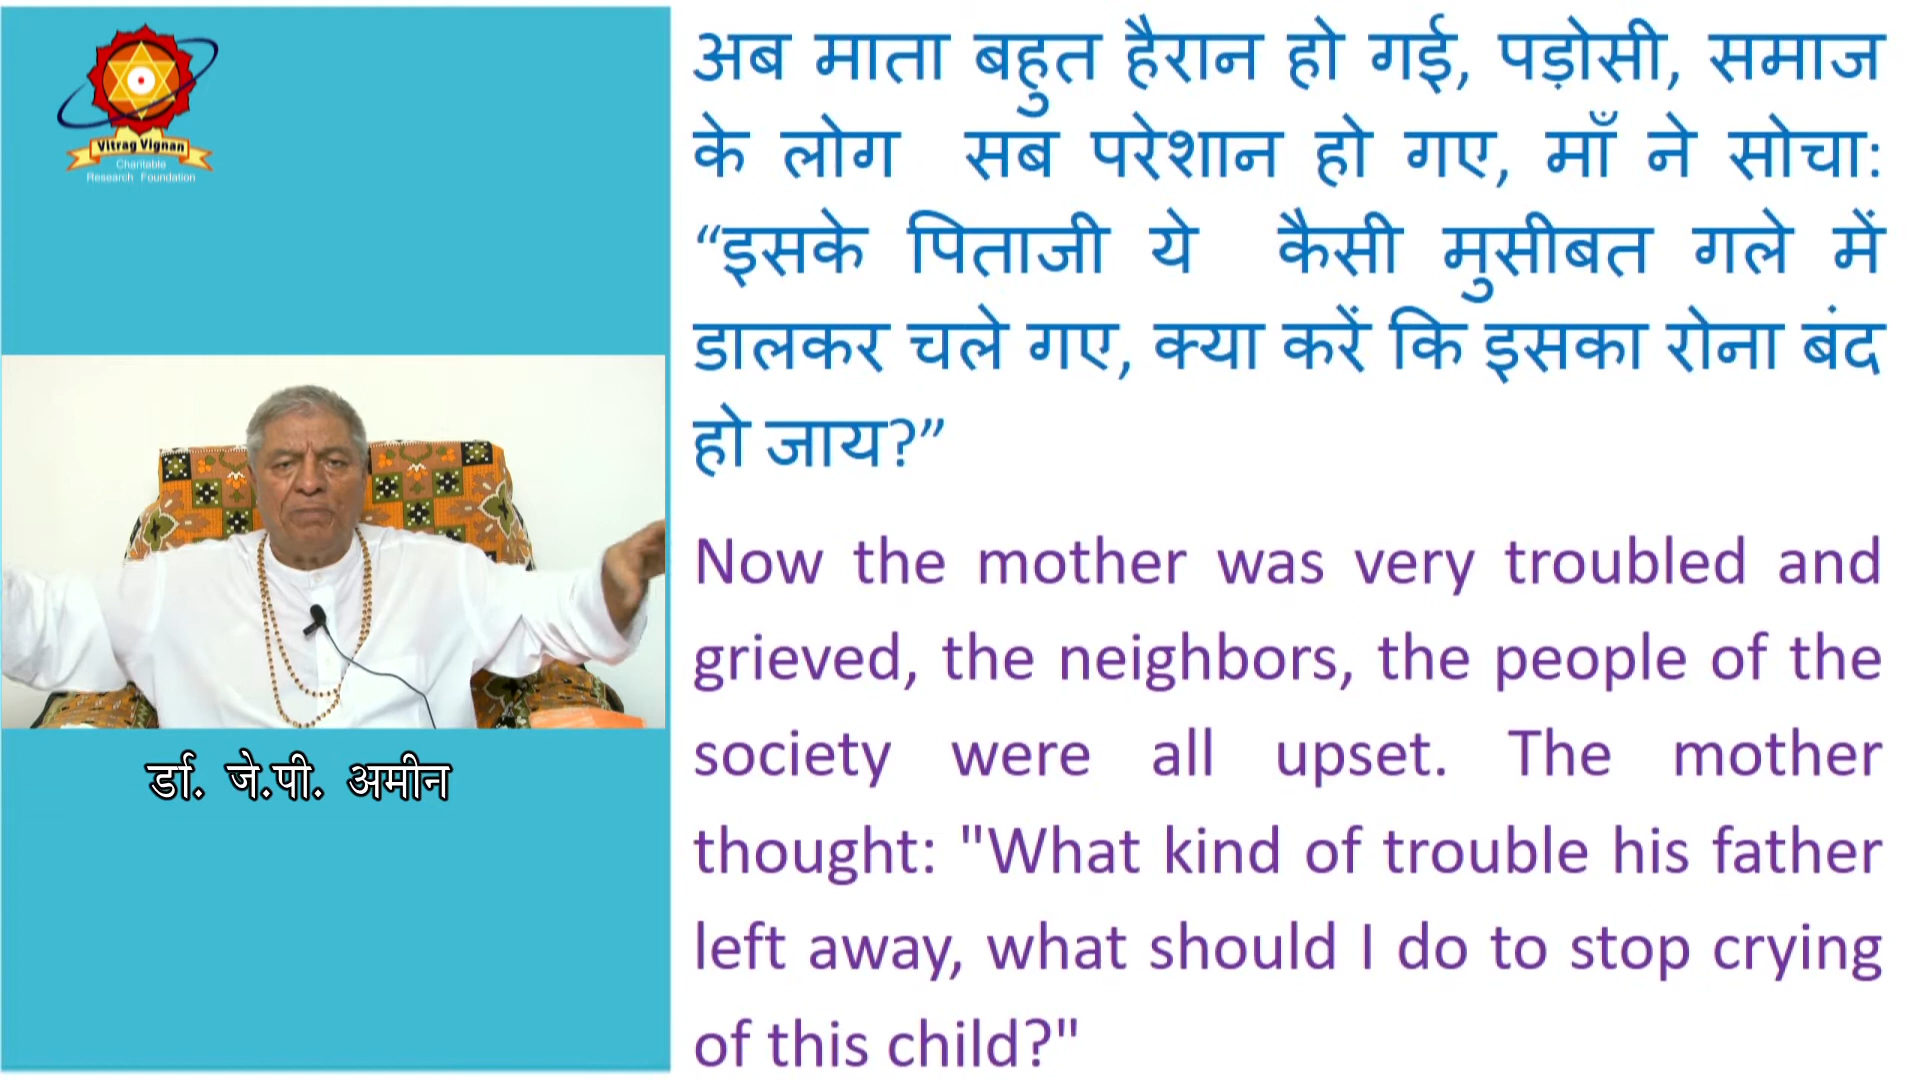 Vitrag Vignan
Charitable
Research Foundation
डॉ. जे.पी. अमीन
अब माता बहुत हैरान हो गई, पड़ोसी, समाज
के लोग सब परेशान हो गए, माँ ने सोचा:
“इसके पिताजी ये कैसी मुसीबत गले में
डालकर चले गए, क्या करें कि इसका रोना बंद
हो जाय?”
Now the mother was very troubled and
grieved, the neighbors, the people of the
society were all upset. The mother
thought: "What kind of trouble his father
left away, what should I do to stop crying
of this child?"